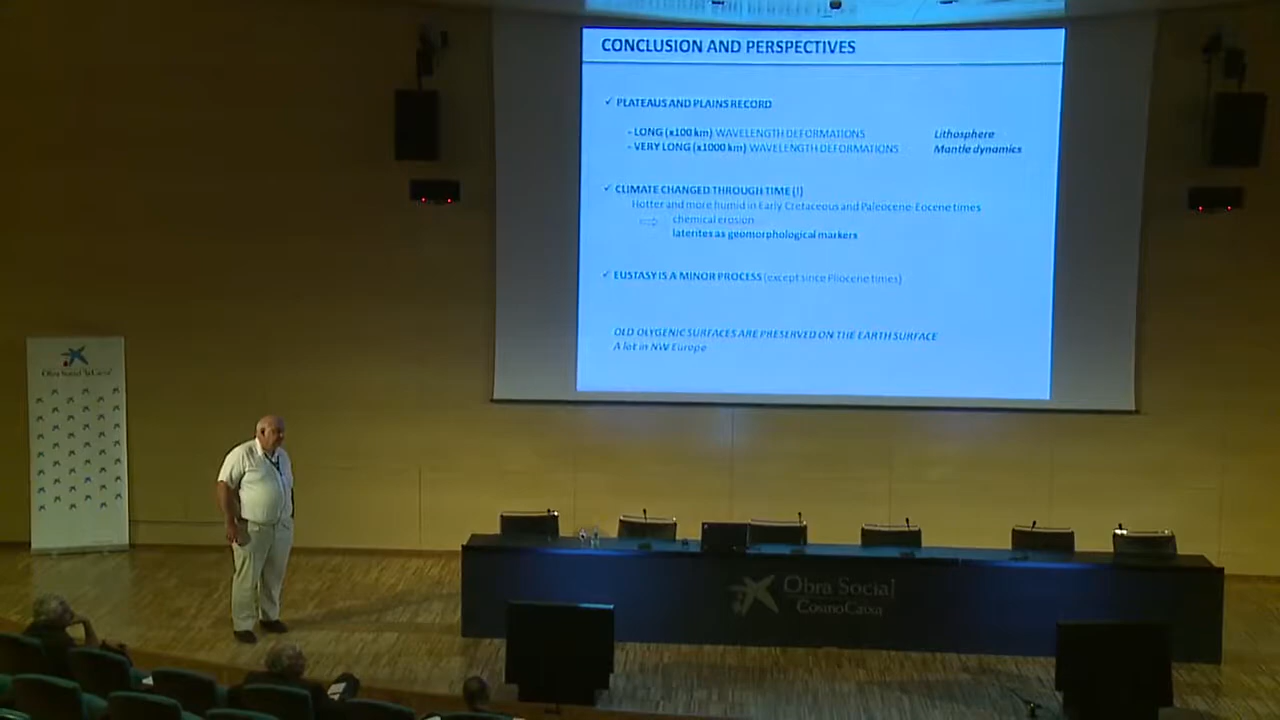 CONCLUSION AND PERSPECTIVES
✓ PLATEAUS AND PLAINS RECORD
- LONG (x100 km) WAVELENGTH DEFORMATIONS Lithosphere
- VERY LONG (x1000 km) WAVELENGTH DEFORMATIONS Mantle dynamics
✓ CLIMATE CHANGED THROUGH TIME (!)
Hotter and more humid in Early Cretaceous and Paleocene-Eocene times
⇨ chemical erosion
laterites as geomorphological markers
✓ EUSTASY IS A MINOR PROCESS (except since Pliocene times)
OLD OLYGENIC SURFACES ARE PRESERVED ON THE EARTH SURFACE
A lot in NW Europe
Obra Social "la Caixa"
Obra Social
CosmoCaixa